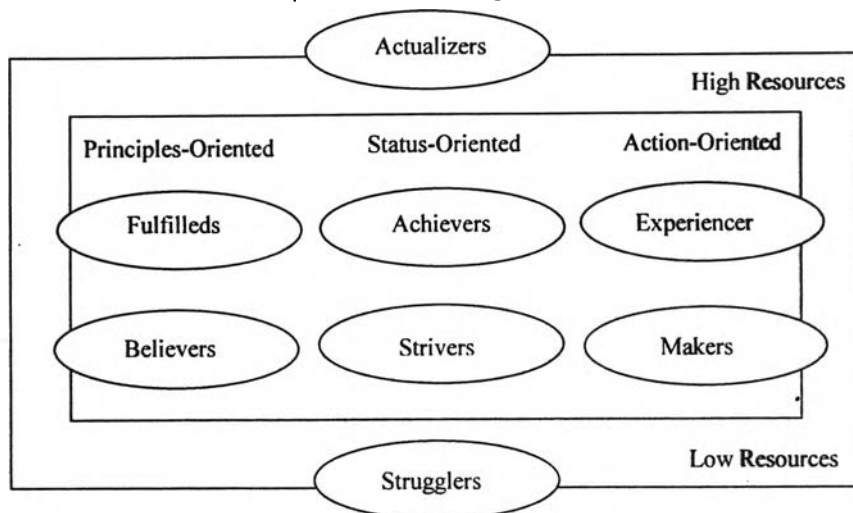 Actualizers
High Resources
Principles-Oriented Status-Oriented Action-Oriented
Fulfilleds Achievers Experiencer
Believers Strivers Makers
Low Resources
Strugglers